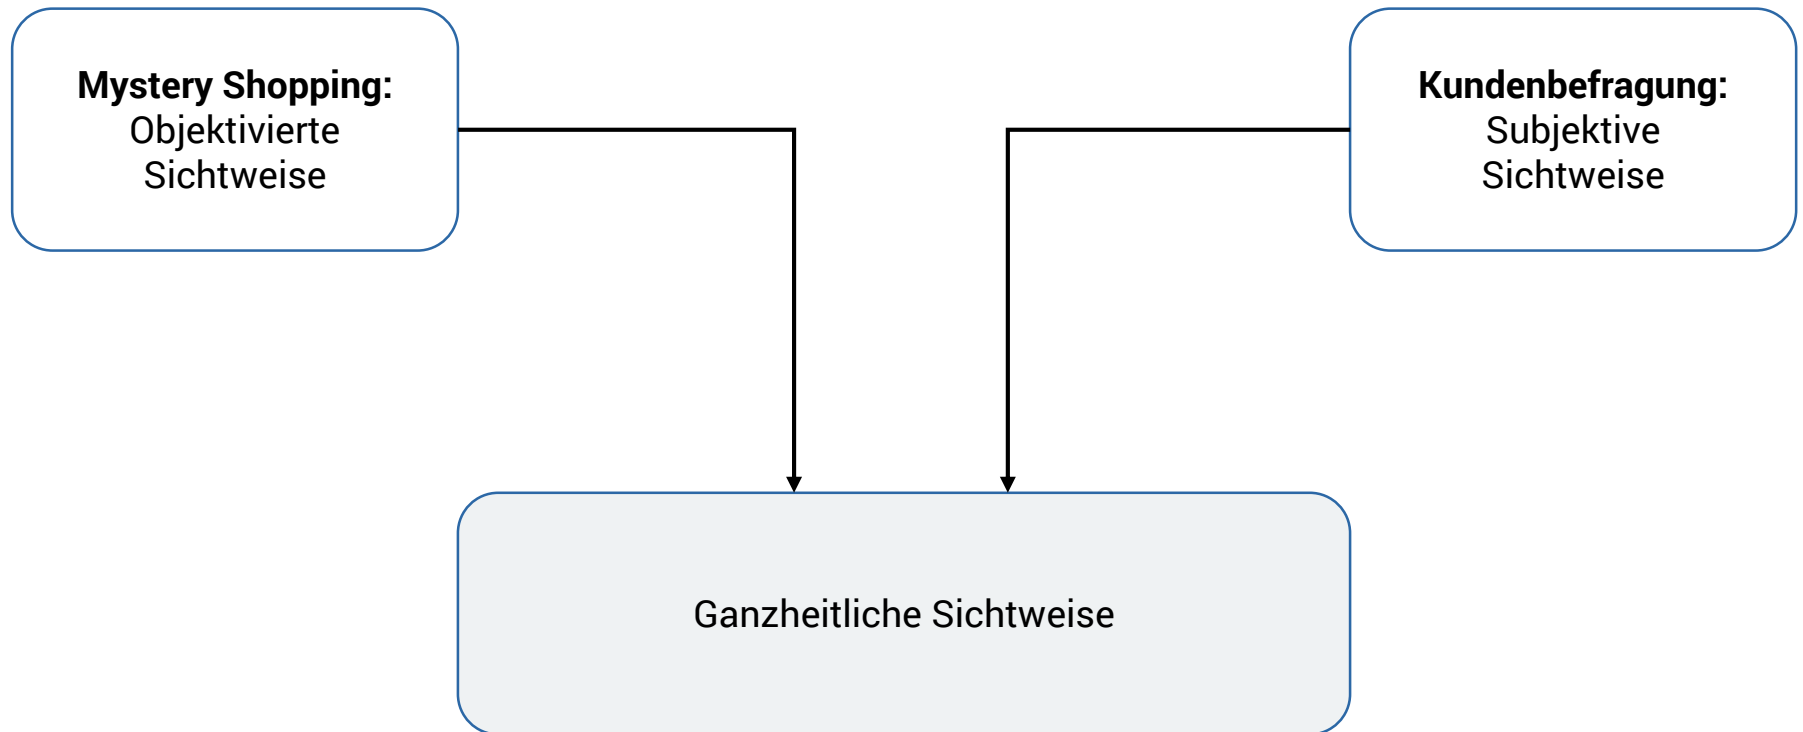 Mystery Shopping:
Objektivierte
Sichtweise
Kundenbefragung:
Subjektive
Sichtweise
Ganzheitliche Sichtweise